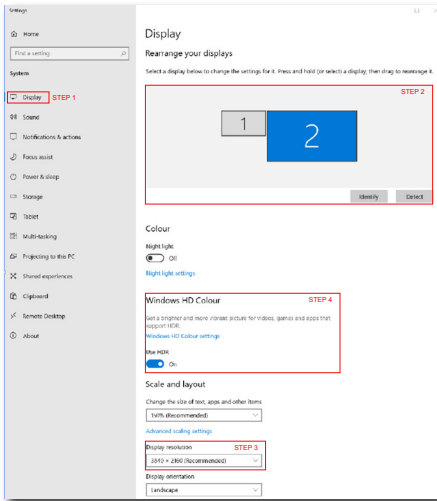 Settings
Home
Find a setting
System
Display STEP 1
Sound
Notifications & actions
Focus assist
Power & sleep
Storage
Tablet
Multi-tasking
Projecting to this PC
Shared experiences
Clipboard
Remote Desktop
About
Display
Rearrange your displays
Select a display below to change the settings for it. Press and hold (or select) a display, then drag to rearrange it.
STEP 2
1
2
Identify Detect
Colour
Night light
Off
Night light settings
Windows HD Colour STEP 4
Get a brighter and more vibrant picture for videos, games and apps that
support HDR.
Windows HD Colour settings
Use HDR
On
Scale and layout
Change the size of text, apps and other items
150% (Recommended)
Advanced scaling settings
Display resolution STEP 3
3840 × 2160 (Recommended)
Display orientation
Landscape